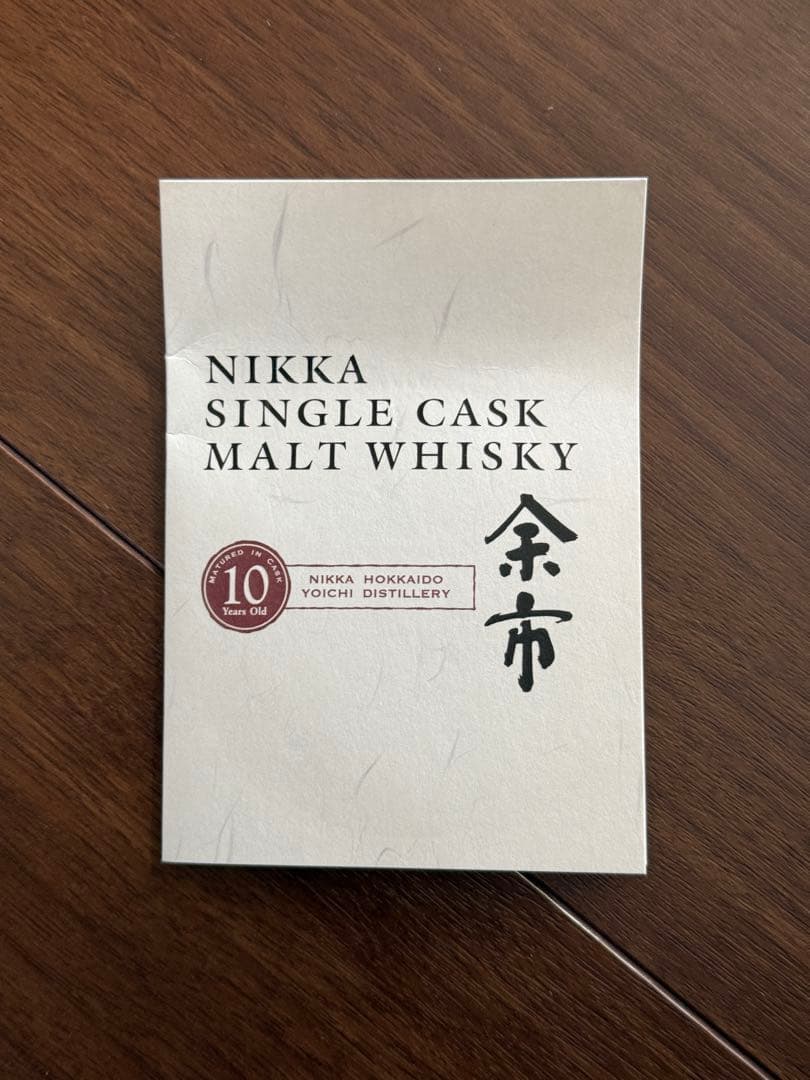 NIKKA
SINGLE CASK
MALT WHISKY
余市
MATURED IN CASK
10
Years Old
NIKKA HOKKAIDO
YOICHI DISTILLERY